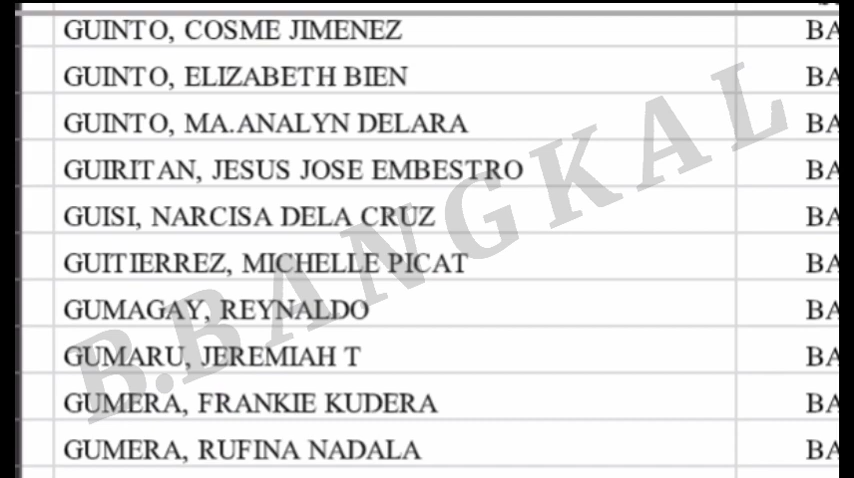 GUINTO, COSME JIMENEZ BA
GUINTO, ELIZABETH BIEN BA
GUINTO, MA.ANALYN DELARA BA
GUIRITAN, JESUS JOSE EMBESTRO BA
GUISI, NARCISA DELA CRUZ BA
GUITIERREZ, MICHELLE PICAT BA
GUMAGAY, REYNALDO BA
GUMARU, JEREMIAH T BA
GUMERA, FRANKIE KUDERA BA
GUMERA, RUFINA NADALA BA
B.BANGKAL